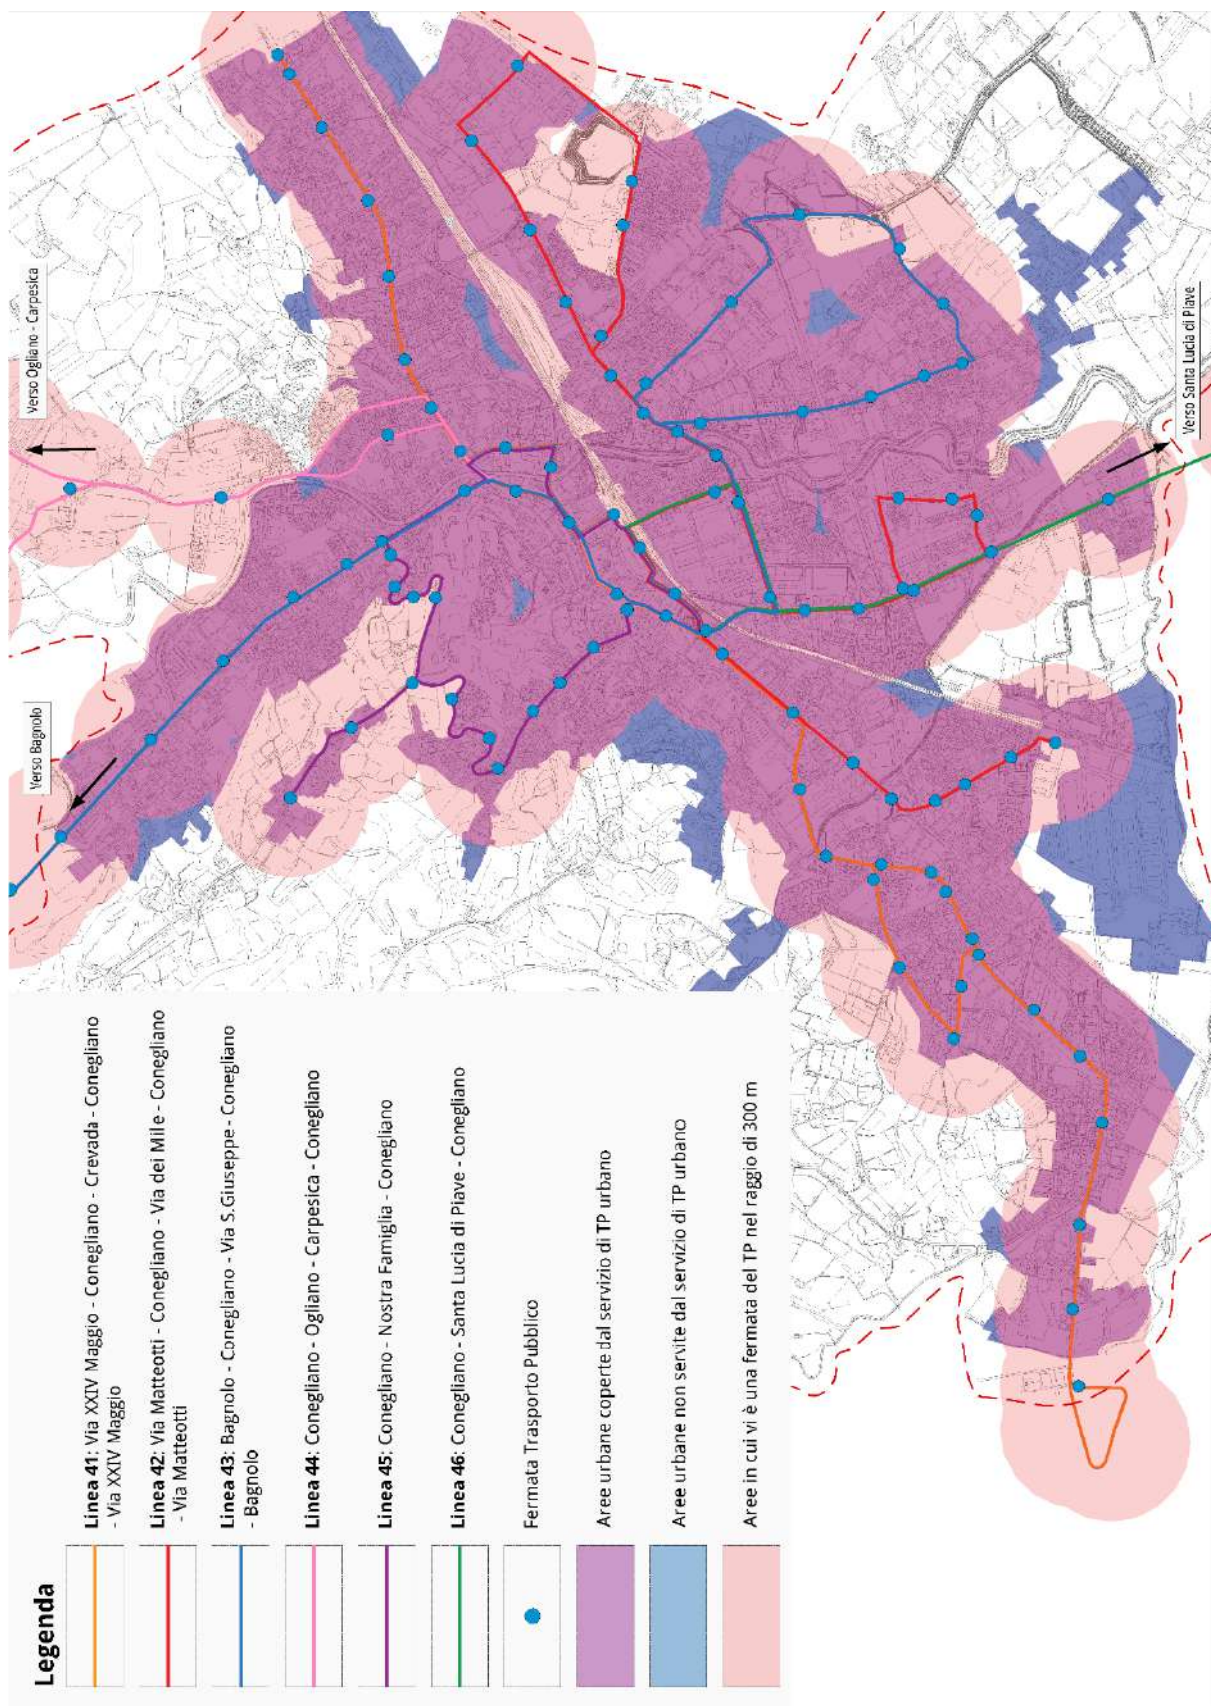 Legenda
Linea 41: Via XXIV Maggio - Conegliano - Crevada - Conegliano
- Via XXIV Maggio
Linea 42: Via Matteotti - Conegliano - Via dei Mille - Conegliano
- Via Matteotti
Linea 43: Bagnolo - Conegliano - Via S.Giuseppe - Conegliano
- Bagnolo
Linea 44: Conegliano - Ogliano - Carpesica - Conegliano
Linea 45: Conegliano - Nostra Famiglia - Conegliano
Linea 46: Conegliano - Santa Lucia di Piave - Conegliano
Fermata Trasporto Pubblico
Aree urbane coperte dal servizio di TP urbano
Aree urbane non servite dal servizio di TP urbano
Aree in cui vi è una fermata del TP nel raggio di 300 m
Verso Bagnolo
Verso Ogliano - Carpesica
Verso Santa Lucia di Piave